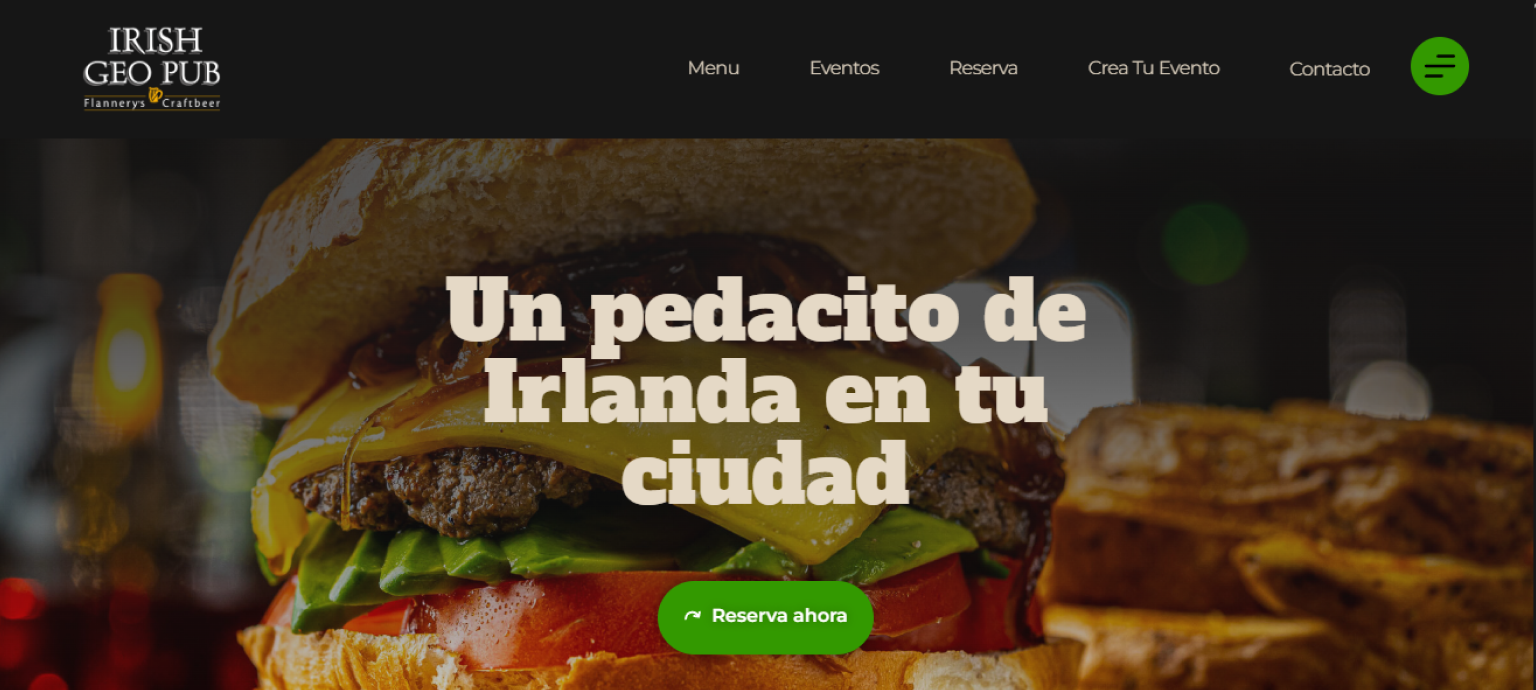 IRISH
GEO PUB
Flannery's Craftbeer
Menu Eventos Reserva Crea Tu Evento Contacto
Un pedacito de
Irlanda en tu
ciudad
Reserva ahora